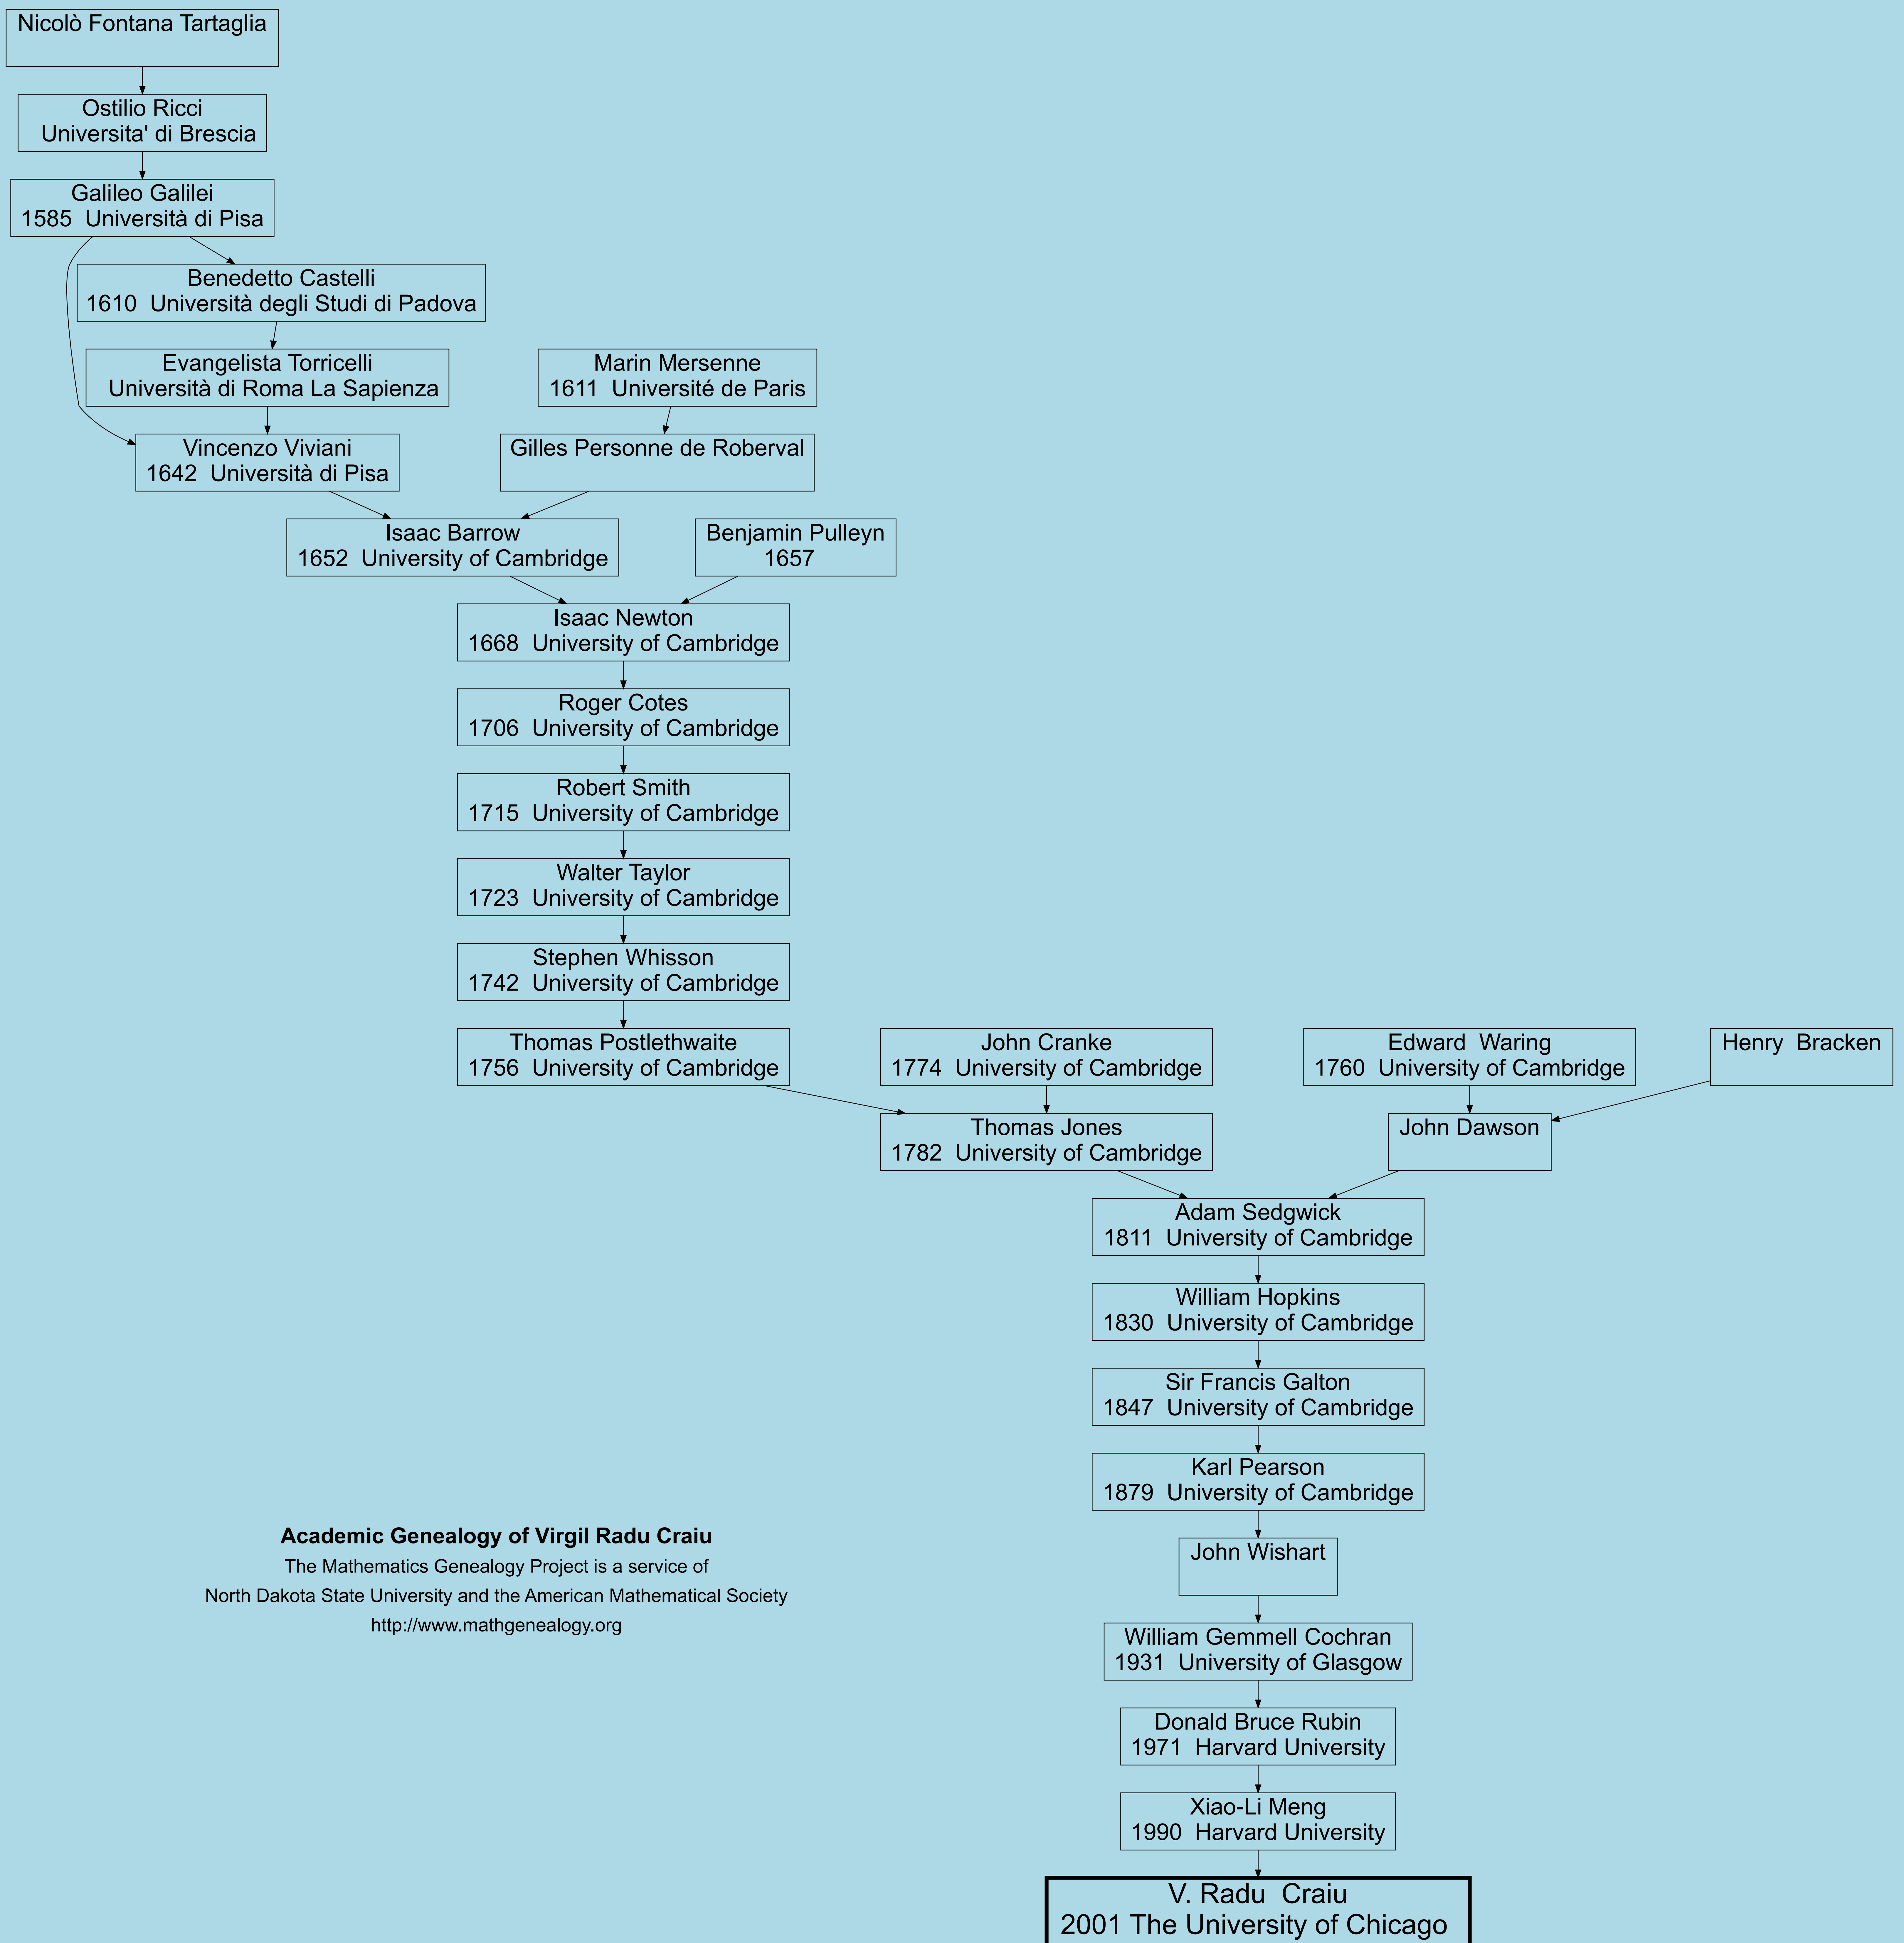 Nicolò Fontana Tartaglia
Ostilio Ricci
Universita' di Brescia
Galileo Galilei
1585 Università di Pisa
Benedetto Castelli
1610 Università degli Studi di Padova
Evangelista Torricelli
Università di Roma La Sapienza
Marin Mersenne
1611 Université de Paris
Vincenzo Viviani
1642 Università di Pisa
Gilles Personne de Roberval
Isaac Barrow
1652 University of Cambridge
Benjamin Pulleyn
1657
Isaac Newton
1668 University of Cambridge
Roger Cotes
1706 University of Cambridge
Robert Smith
1715 University of Cambridge
Walter Taylor
1723 University of Cambridge
Stephen Whisson
1742 University of Cambridge
Thomas Postlethwaite
1756 University of Cambridge
John Cranke
1774 University of Cambridge
Edward Waring
1760 University of Cambridge
Henry Bracken
Thomas Jones
1782 University of Cambridge
John Dawson
Adam Sedgwick
1811 University of Cambridge
William Hopkins
1830 University of Cambridge
Sir Francis Galton
1847 University of Cambridge
Karl Pearson
1879 University of Cambridge
John Wishart
William Gemmell Cochran
1931 University of Glasgow
Donald Bruce Rubin
1971 Harvard University
Xiao-Li Meng
1990 Harvard University
V. Radu Craiu
2001 The University of Chicago
Academic Genealogy of Virgil Radu Craiu
The Mathematics Genealogy Project is a service of
North Dakota State University and the American Mathematical Society
http://www.mathgenealogy.org